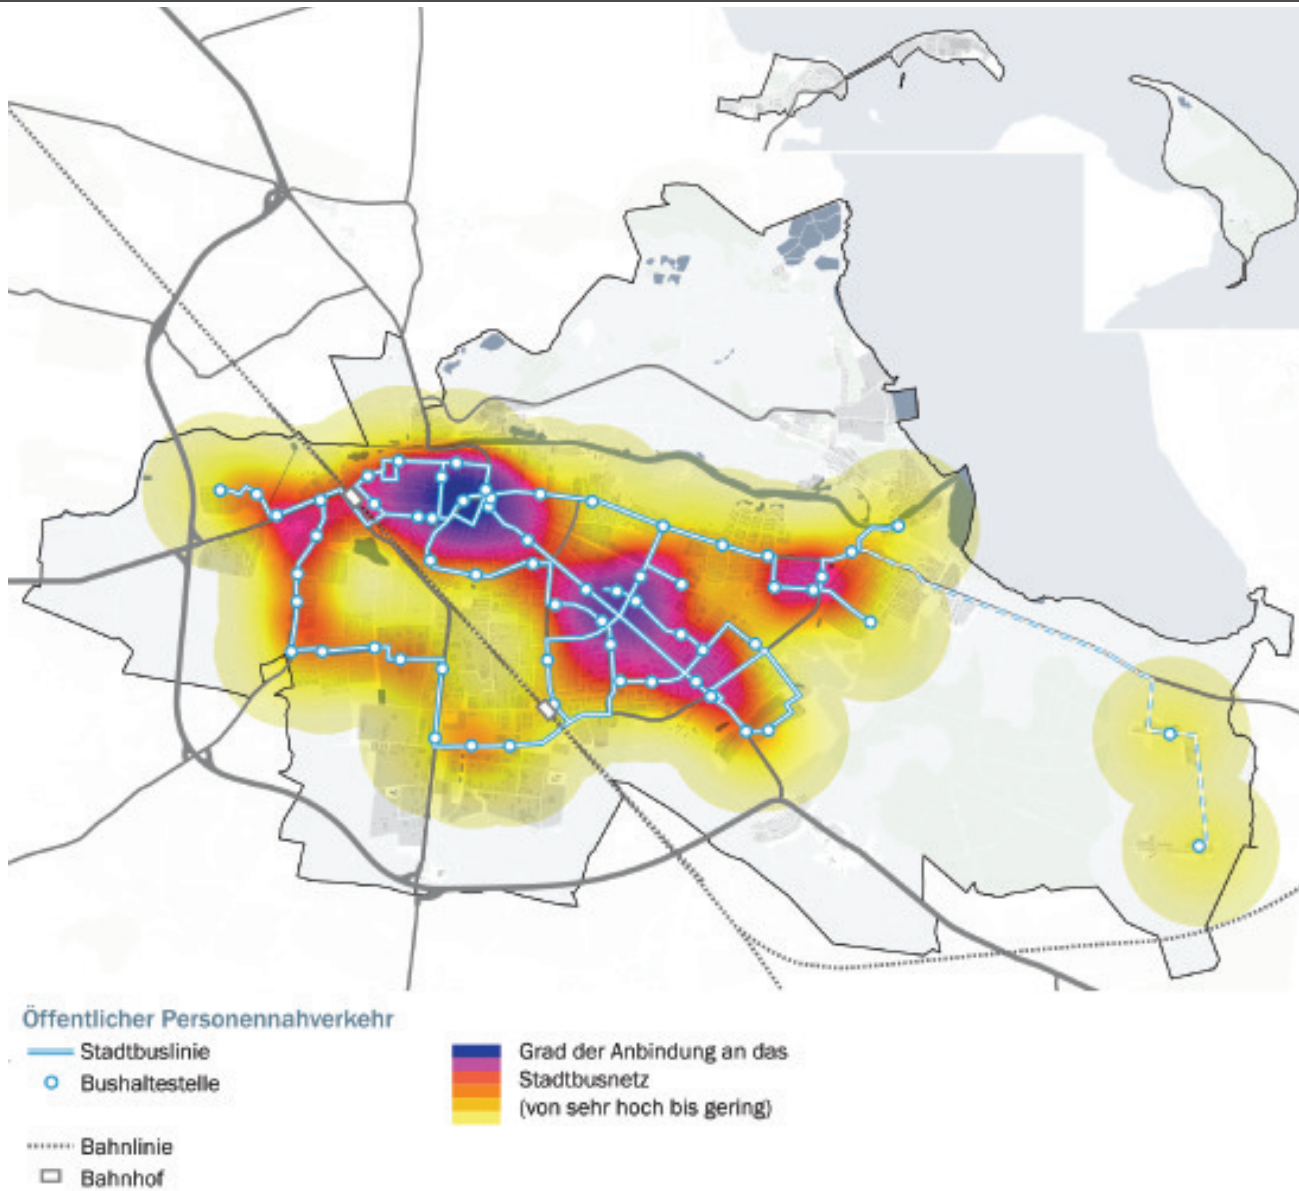 Öffentlicher Personennahverkehr
Stadtbuslinie
Bushaltestelle
Bahnlinie
Bahnhof
Grad der Anbindung an das
Stadtbusnetz
(von sehr hoch bis gering)